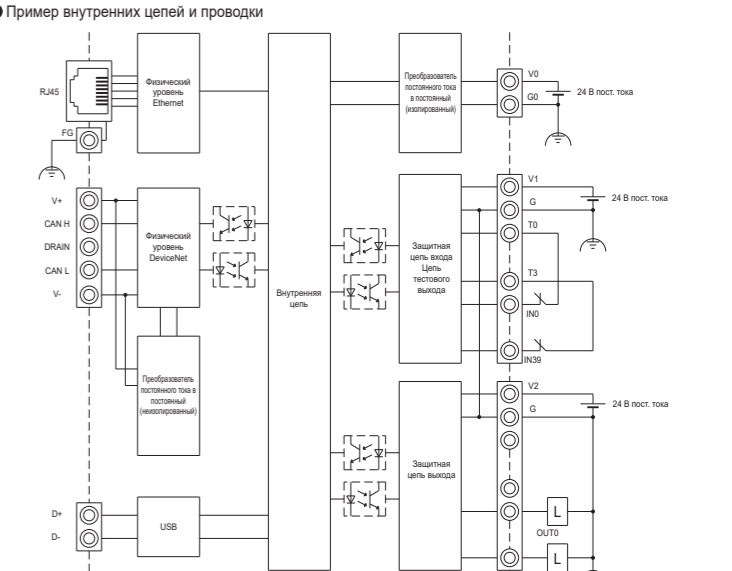 Пример внутренних цепей и проводки
RJ45
FG
Физический
уровень
Ethernet
Преобразователь
постоянного тока
в постоянный
(изолированный)
V0
G0
24 В пост. тока
V+
CAN H
DRAIN
CAN L
V-
Физический
уровень
DeviceNet
Преобразователь
постоянного тока в
постоянный
(неизолированный)
Внутренняя
цепь
Защитная
цепь входа
Цепь
тестового
выхода
V1
G
T0
T3
IN0
IN39
24 В пост. тока
Защитная
цепь выхода
V2
G
24 В пост. тока
L
OUT0
L
D+
D-
USB